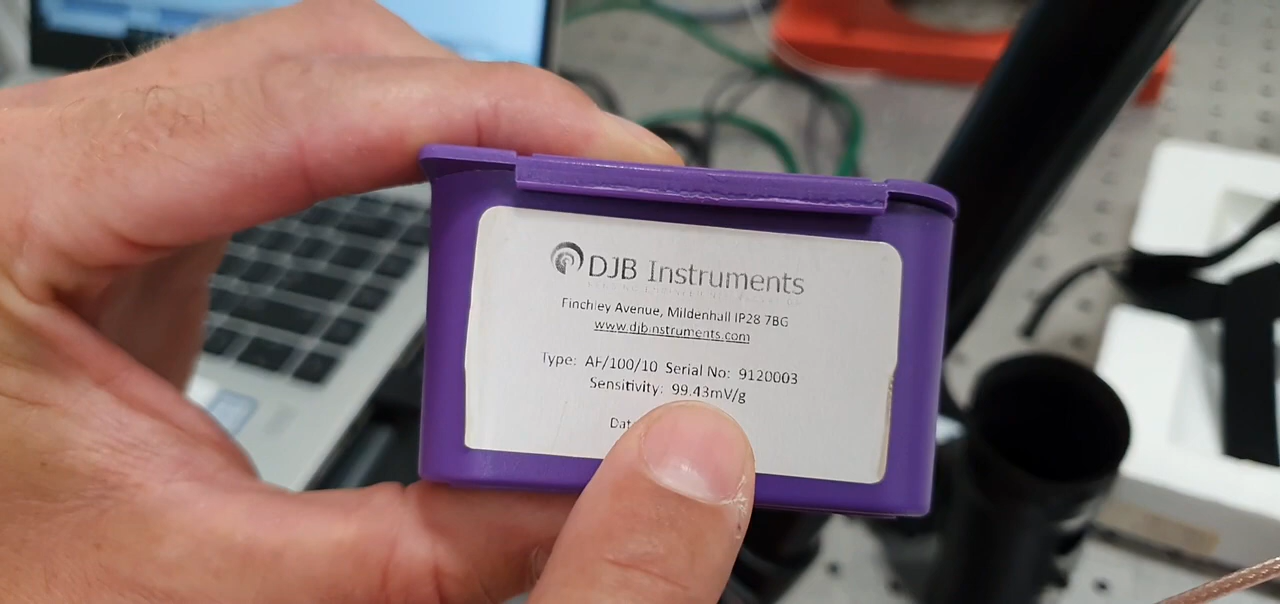 DJB Instruments
Finchley Avenue, Mildenhall IP28 7BG
www.djbinstruments.com
Type: AF/100/10 Serial No: 9120003
Sensitivity: 99.43mV/g